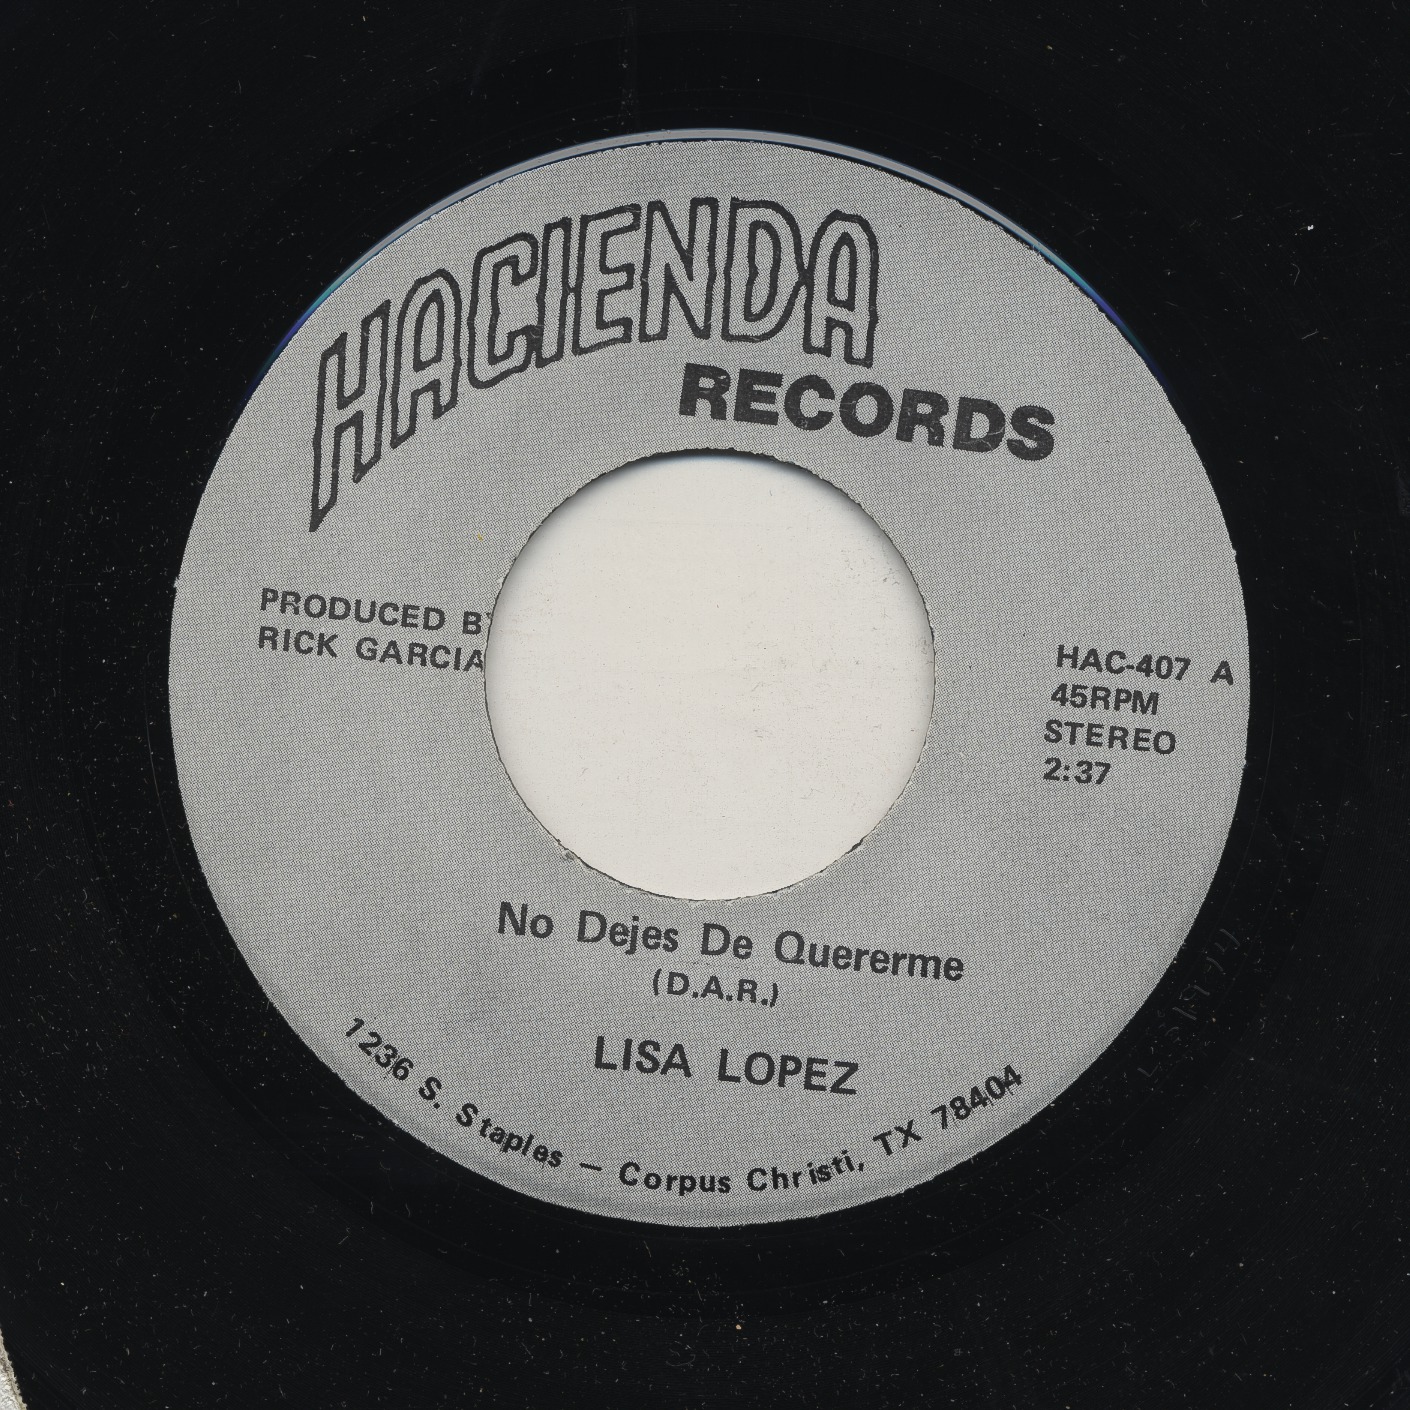 HACIENDA
RECORDS
PRODUCED BY
RICK GARCIA
HAC-407 A
45RPM
STEREO
2:37
No Dejes De Quererme
(D.A.R.)
LISA LOPEZ
1236 S. Staples — Corpus Christi, TX 78404